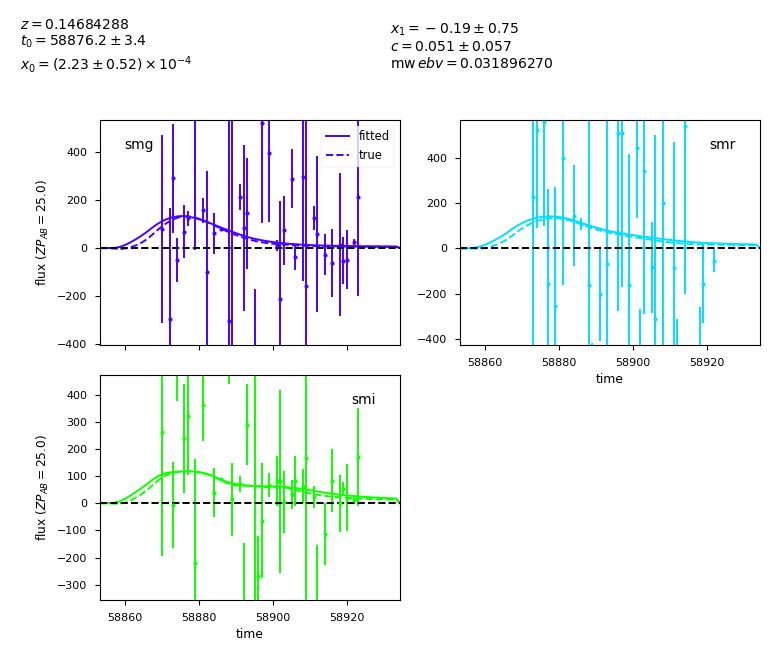 z = 0.14684288
t₀ = 58876.2 ± 3.4
x₀ = (2.23 ± 0.52) × 10⁻⁴
x₁ = −0.19 ± 0.75
c = 0.051 ± 0.057
mw ebv = 0.031896270
smg
fitted
true
400
200
0
−200
−400
flux (ZP_AB = 25.0)
smr
400
200
0
−200
−400
58860 58880 58900 58920
time
smi
400
300
200
100
0
−100
−200
−300
flux (ZP_AB = 25.0)
58860 58880 58900 58920
time